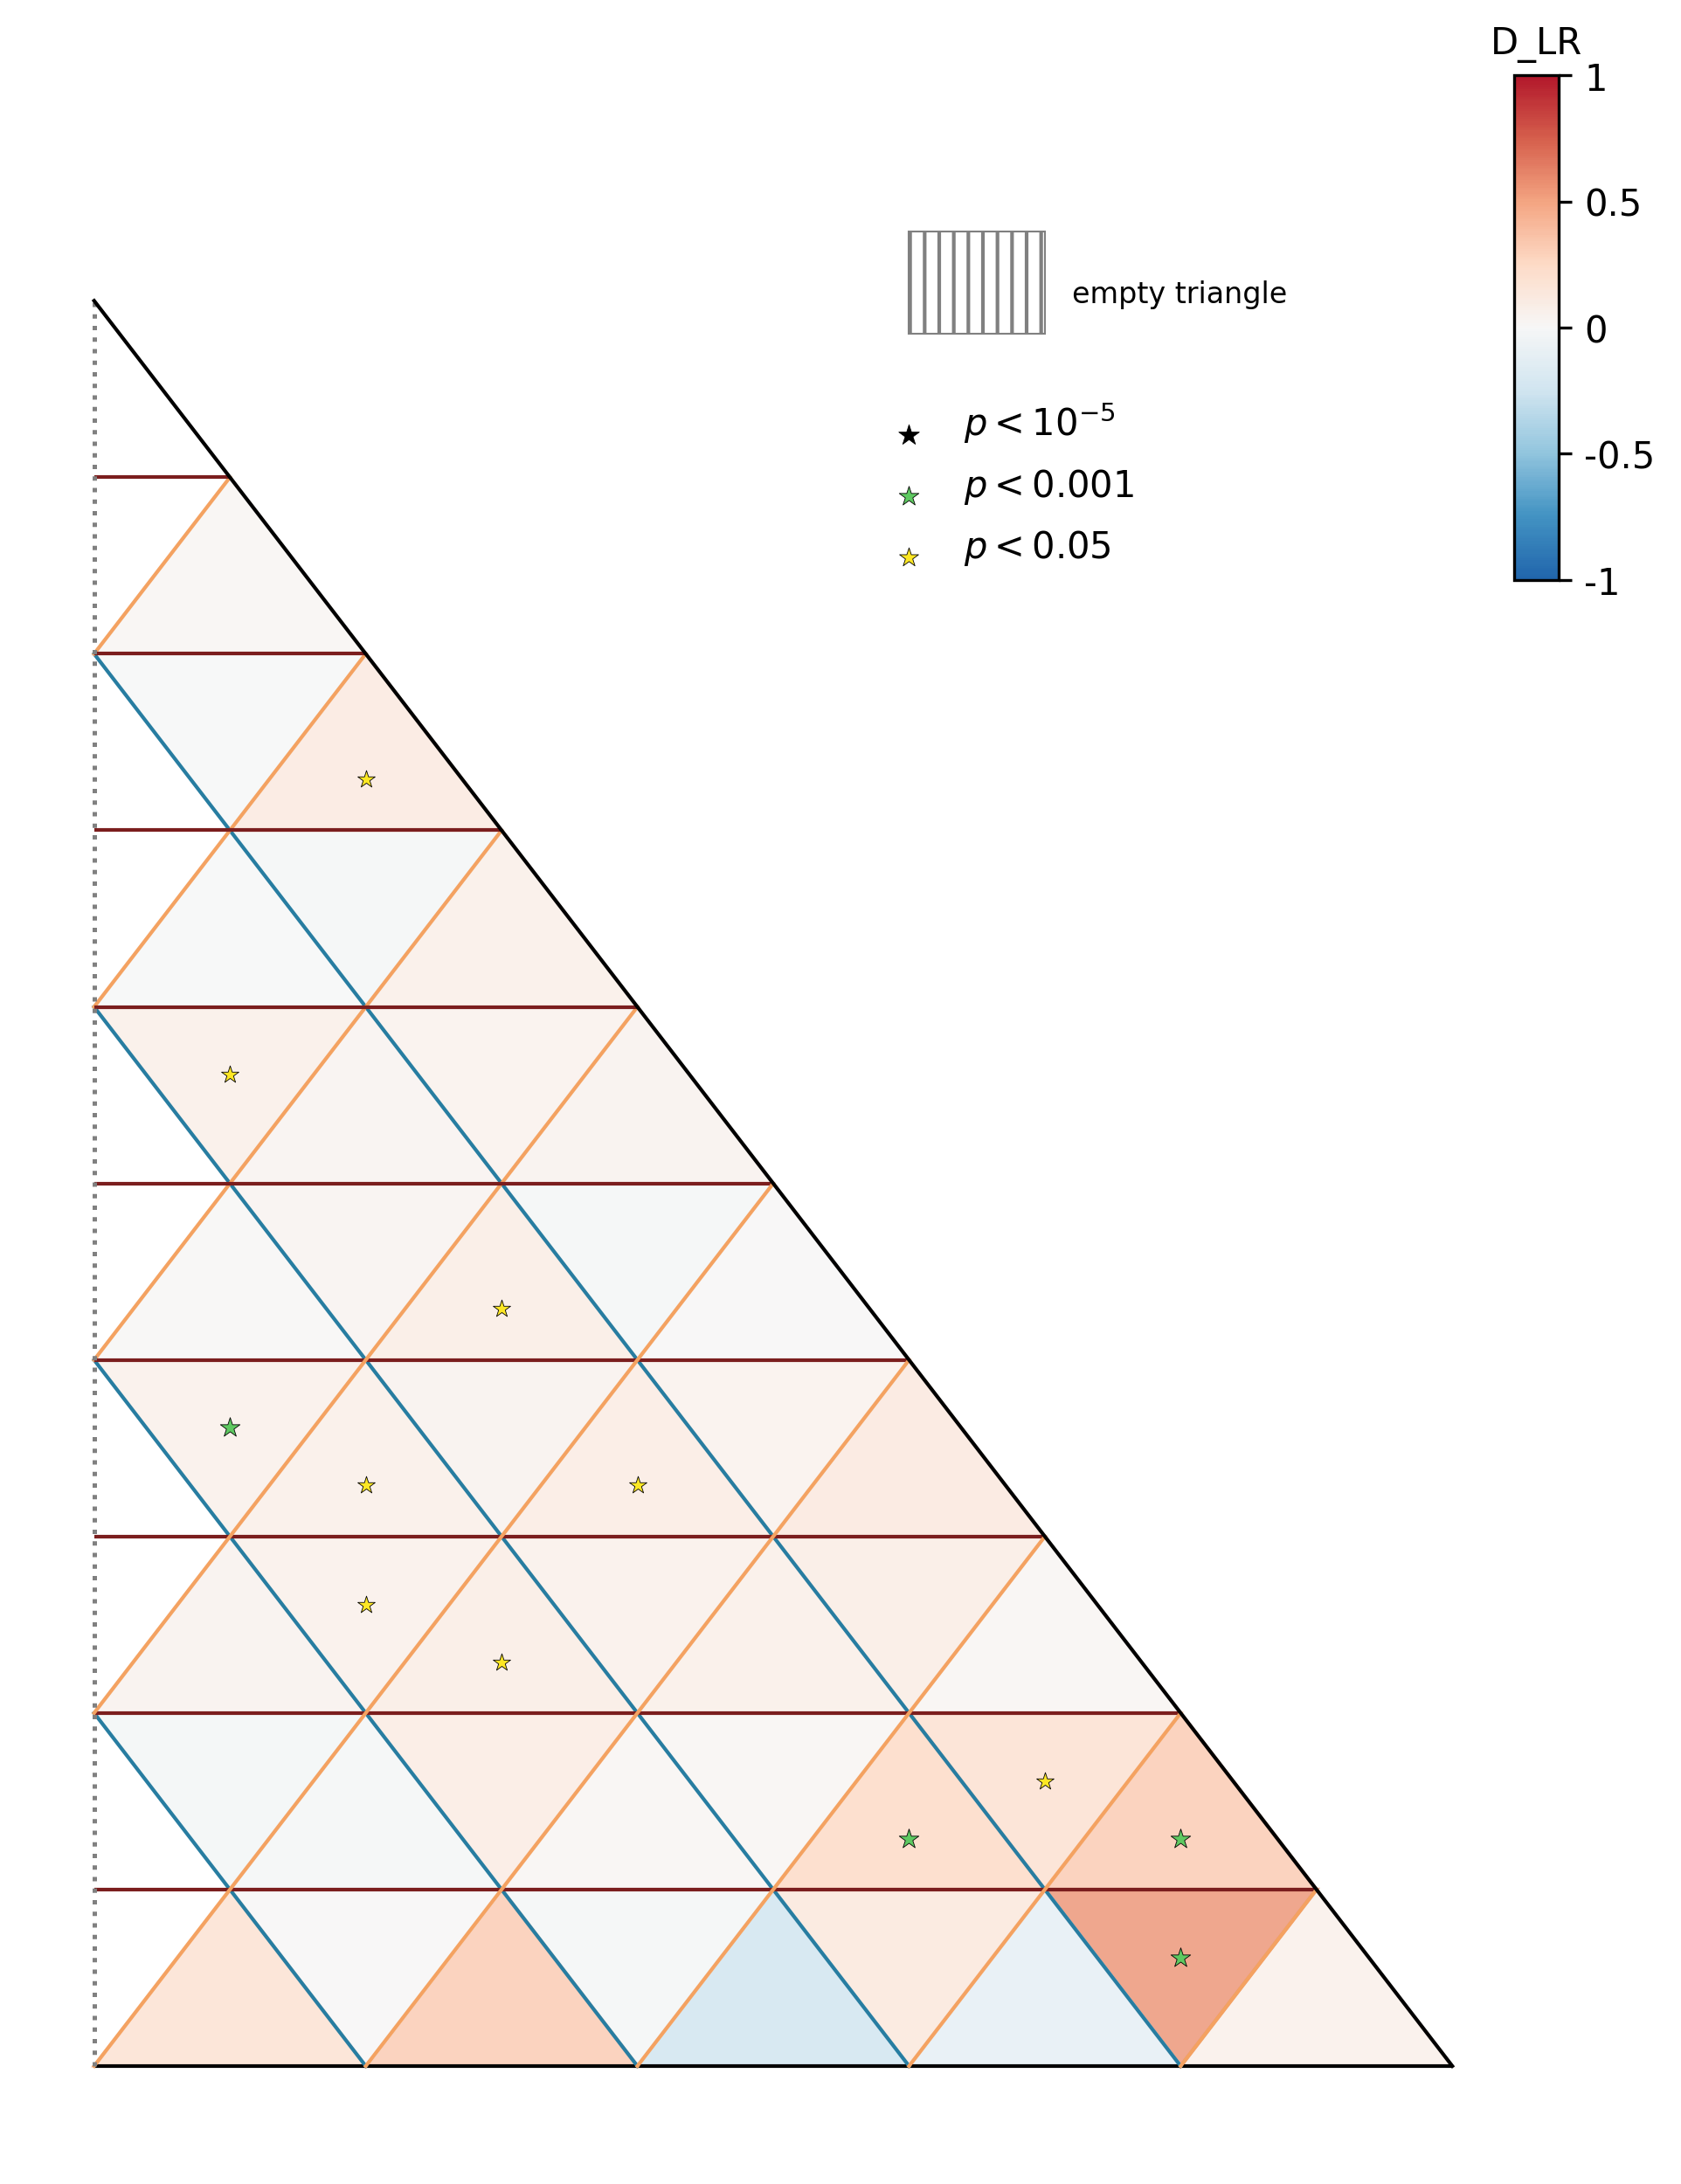 D_LR
1
0.5
0
-0.5
-1
empty triangle
p < 10⁻⁵
p < 0.001
p < 0.05